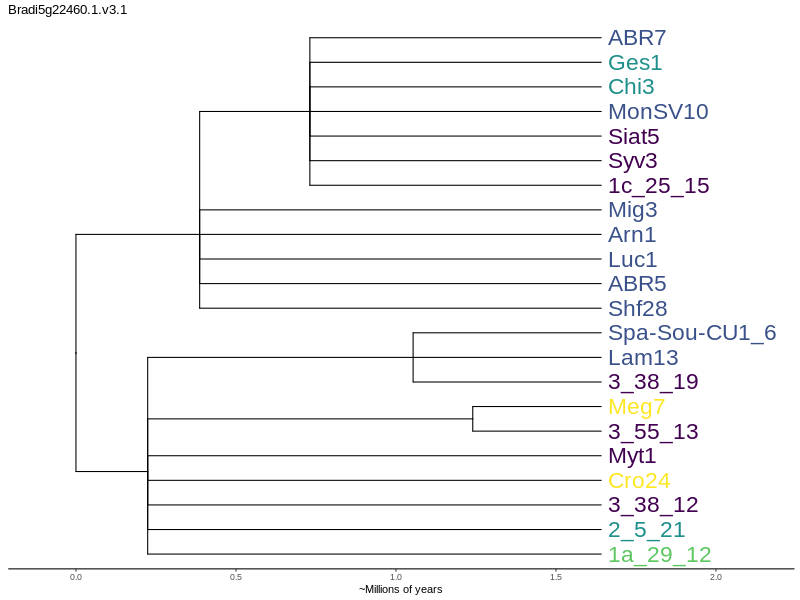 Bradi5g22460.1.v3.1
ABR7
Ges1
Chi3
MonSV10
Siat5
Syv3
1c_25_15
Mig3
Arn1
Luc1
ABR5
Shf28
Spa-Sou-CU1_6
Lam13
3_38_19
Meg7
3_55_13
Myt1
Cro24
3_38_12
2_5_21
1a_29_12
0.0 0.5 1.0 1.5 2.0
~Millions of years